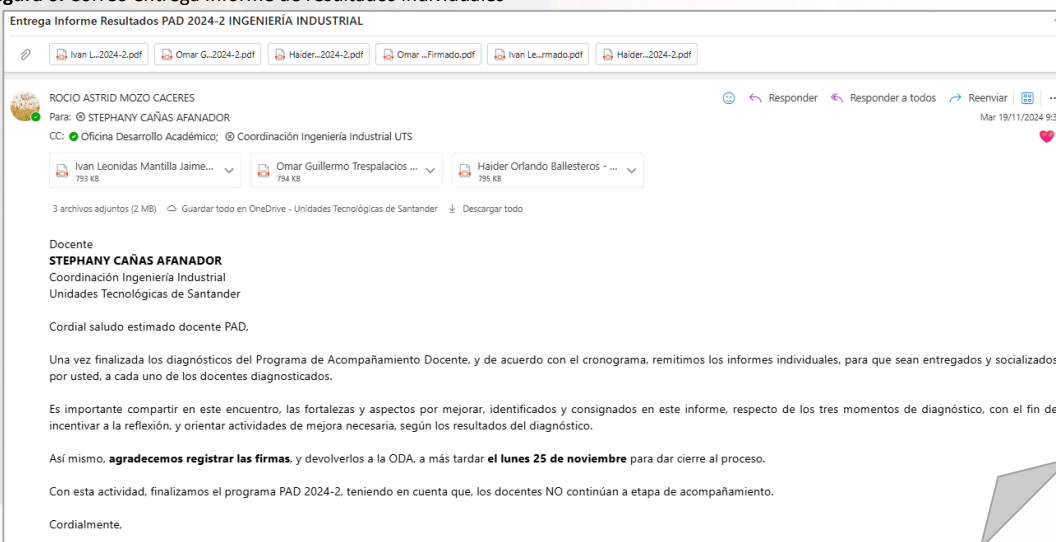 Entrega Informe Resultados PAD 2024-2 INGENIERÍA INDUSTRIAL
Ivan L...2024-2.pdf
Omar G...2024-2.pdf
Haider...2024-2.pdf
Omar ...Firmado.pdf
Ivan Le...rmado.pdf
Haider...2024-2.pdf
ROCIO ASTRID MOZO CACERES
Responder
Responder a todos
Reenviar
Para: STEPHANY CAÑAS AFANADOR
Mar 19/11/2024 9:3
CC: Oficina Desarrollo Académico; Coordinación Ingeniería Industrial UTS
Ivan Leonidas Mantilla Jaime...
793 KB
Omar Guillermo Trespalacios ...
794 KB
Haider Orlando Ballesteros - ...
795 KB
3 archivos adjuntos (2 MB) Guardar todo en OneDrive - Unidades Tecnológicas de Santander Descargar todo
Docente
STEPHANY CAÑAS AFANADOR
Coordinación Ingeniería Industrial
Unidades Tecnológicas de Santander
Cordial saludo estimado docente PAD,
Una vez finalizada los diagnósticos del Programa de Acompañamiento Docente, y de acuerdo con el cronograma, remitimos los informes individuales, para que sean entregados y socializados
por usted, a cada uno de los docentes diagnosticados.
Es importante compartir en este encuentro, las fortalezas y aspectos por mejorar, identificados y consignados en este informe, respecto de los tres momentos de diagnóstico, con el fin de
incentivar a la reflexión, y orientar actividades de mejora necesaria, según los resultados del diagnóstico.
Así mismo, agradecemos registrar las firmas, y devolverlos a la ODA, a más tardar el lunes 25 de noviembre para dar cierre al proceso.
Con esta actividad, finalizamos el programa PAD 2024-2, teniendo en cuenta que, los docentes NO continúan a etapa de acompañamiento.
Cordialmente,